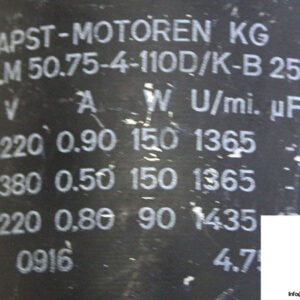 APST-MOTOREN KG
LM 50.75-4-110D/K-B 25
V A W U/mi. µF
220 0.90 150 1365 -
380 0.50 150 1365 -
220 0.80 90 1435
0916 4.75
Info@